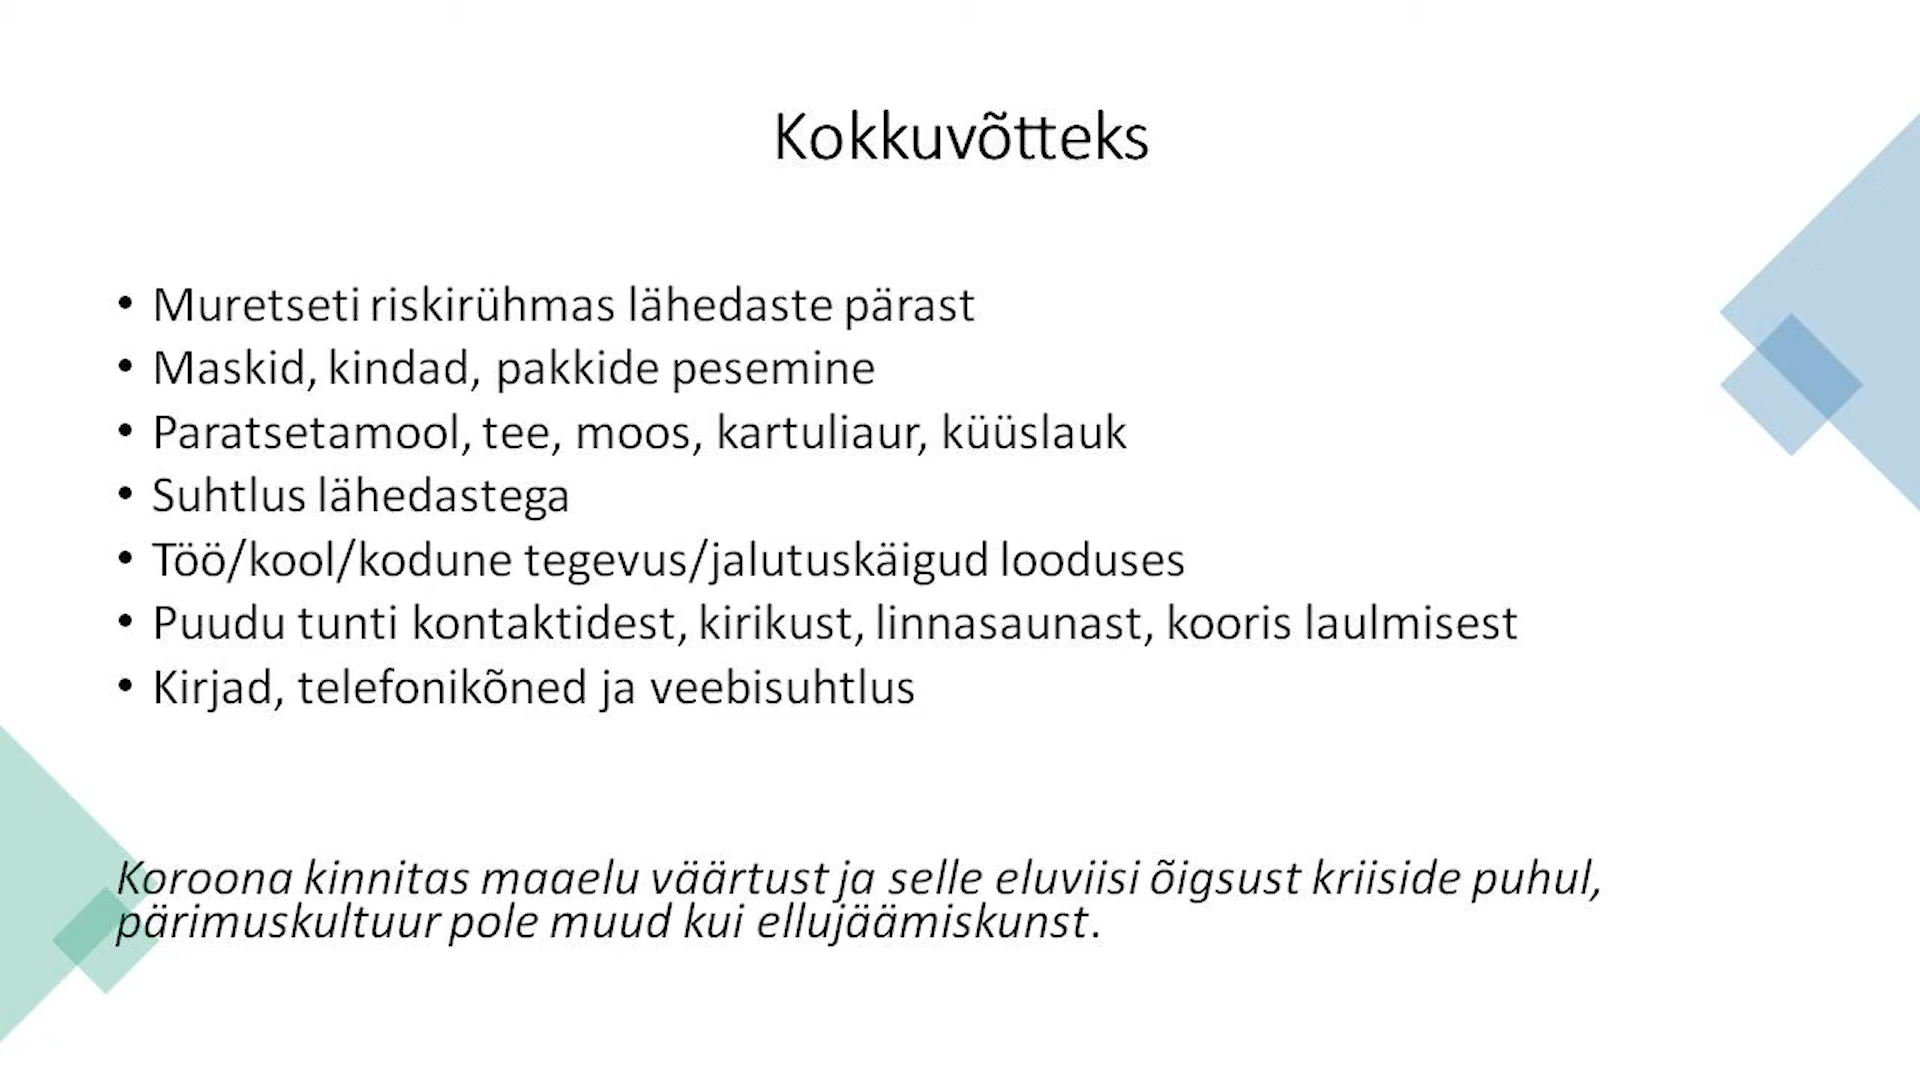 Kokkuvõtteks
• Muretseti riskirühmas lähedaste pärast
• Maskid, kindad, pakkide pesemine
• Paratsetamool, tee, moos, kartuliaur, küüslauk
• Suhtlus lähedastega
• Töö/kool/kodune tegevus/jalutuskäigud looduses
• Puudu tunti kontaktidest, kirikust, linnasaunast, kooris laulmisest
• Kirjad, telefonikõned ja veebisuhtlus
Koroona kinnitas maaelu väärtust ja selle eluviisi õigsust kriiside puhul,
pärimuskultuur pole muud kui ellujäämiskunst.